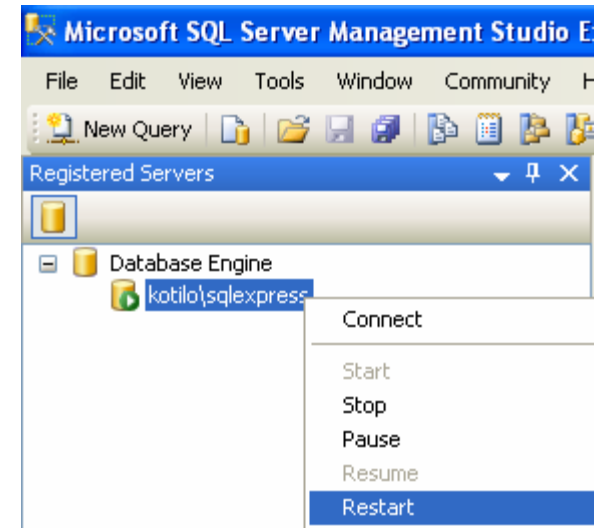 Microsoft SQL Server Management Studio E
File Edit View Tools Window Community H
New Query
Registered Servers
Database Engine
kotilo\sqlexpress
Connect
Start
Stop
Pause
Resume
Restart